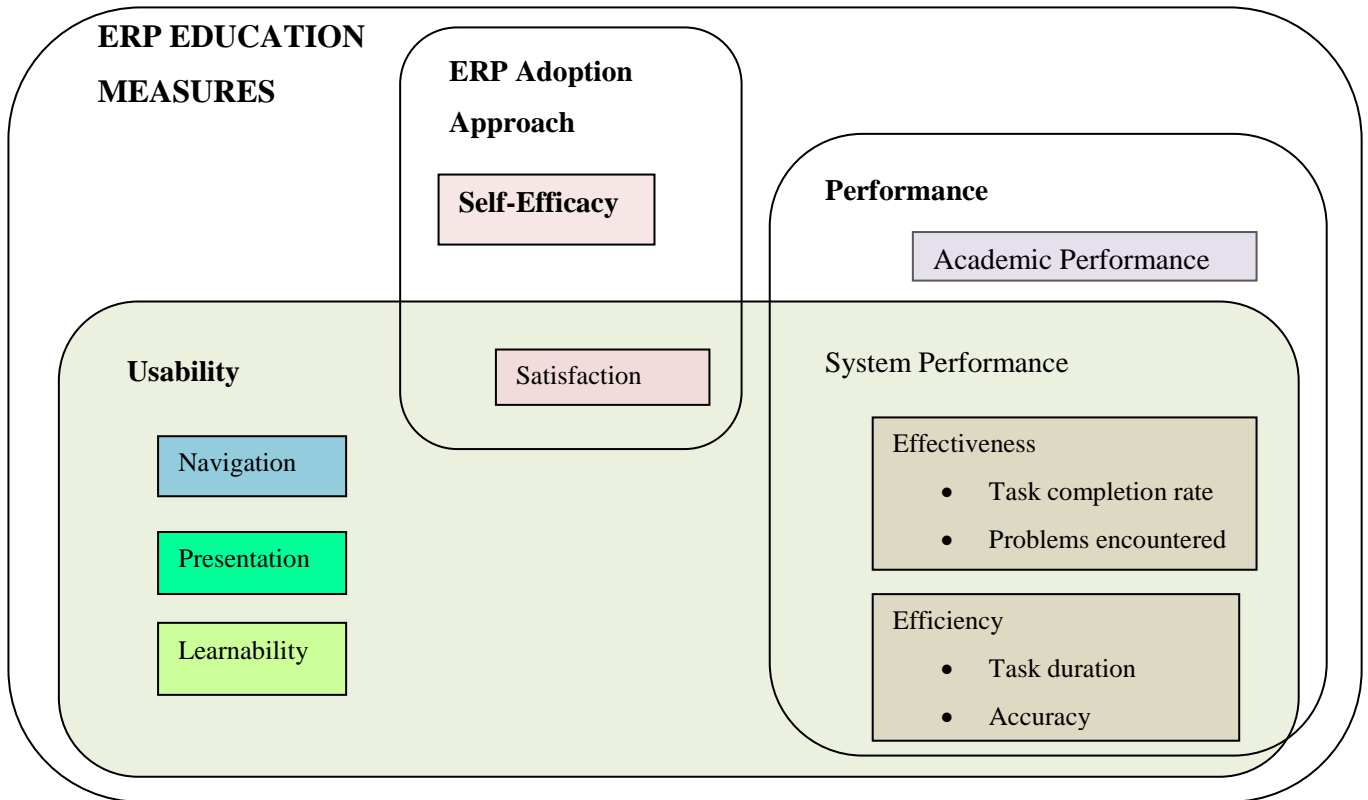 ERP EDUCATION
MEASURES
ERP Adoption
Approach
Self-Efficacy
Performance
Academic Performance
Usability
Satisfaction
System Performance
Navigation
Presentation
Learnability
Effectiveness
• Task completion rate
• Problems encountered
Efficiency
• Task duration
• Accuracy